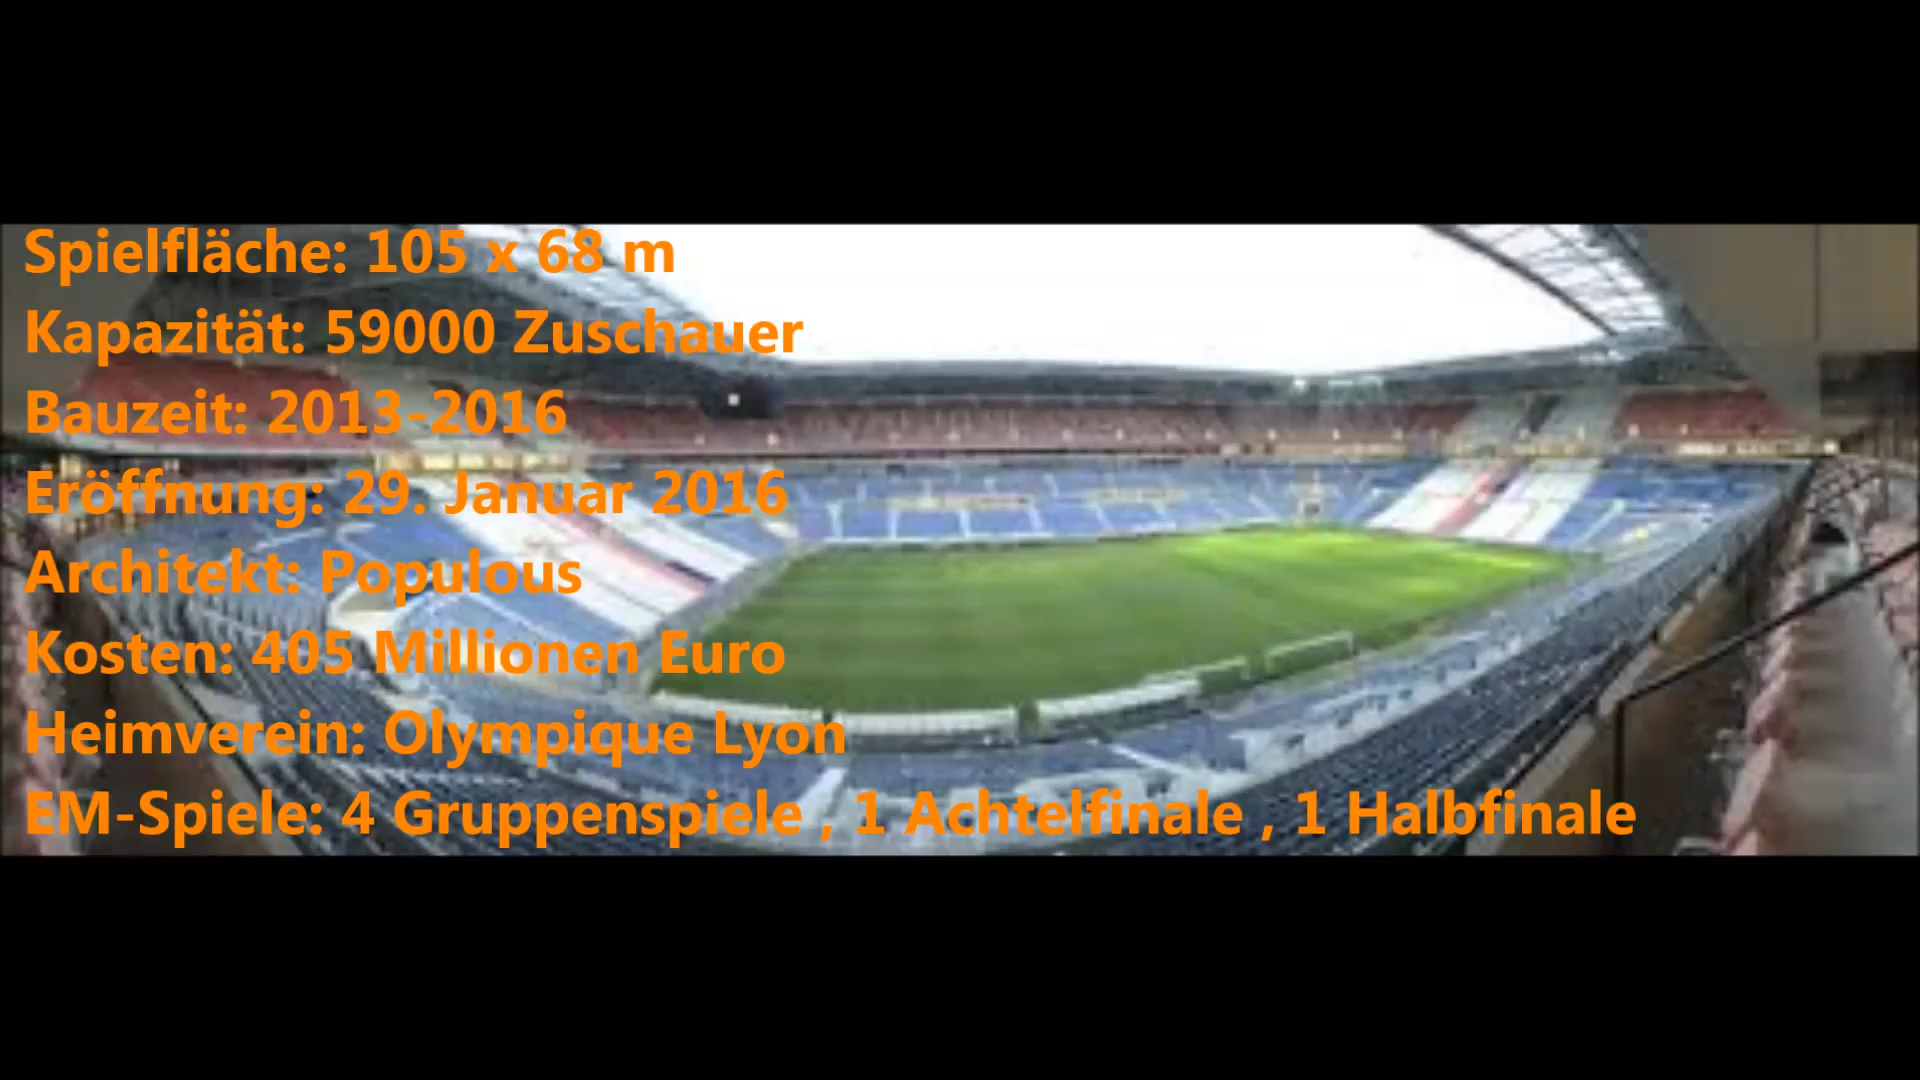 Spielfläche: 105 x 68 m
Kapazität: 59000 Zuschauer
Bauzeit: 2013-2016
Eröffnung: 29. Januar 2016
Architekt: Populous
Kosten: 405 Millionen Euro
Heimverein: Olympique Lyon
EM-Spiele: 4 Gruppenspiele , 1 Achtelfinale , 1 Halbfinale